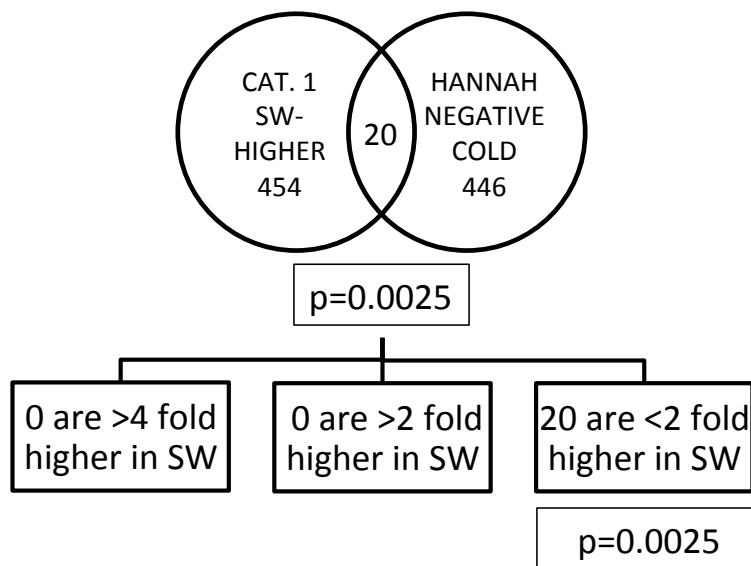 CAT. 1
SW-
HIGHER
454
20
HANNAH
NEGATIVE
COLD
446
p=0.0025
0 are >4 fold
higher in SW
0 are >2 fold
higher in SW
20 are <2 fold
higher in SW
p=0.0025